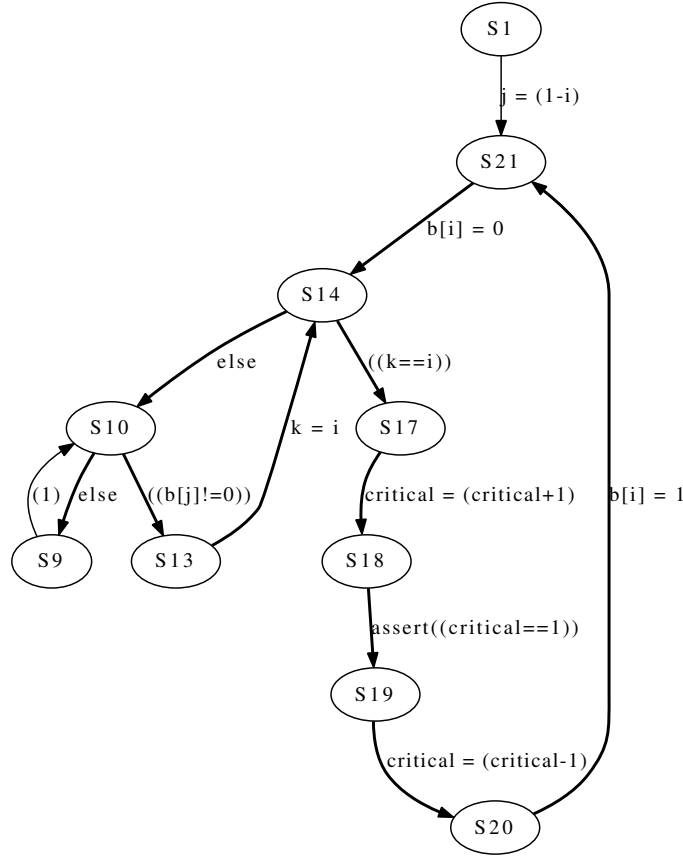 S1
j = (1-i)
S21
b[i] = 0
S14
else
((k==i))
S10
k = i
S17
(1)
else
((b[j]!=0))
critical = (critical+1)
b[i] = 1
S9
S13
S18
assert((critical==1))
S19
critical = (critical-1)
S20